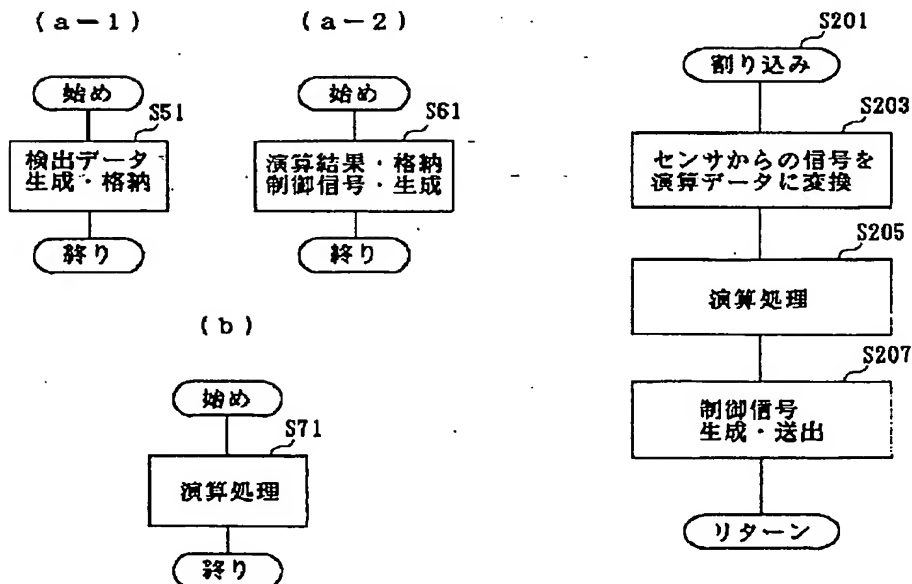 (a-1)
始め
S51
検出データ
生成・格納
終り
(a-2)
始め
S61
演算結果・格納
制御信号・生成
終り
(b)
始め
S71
演算処理
終り
S201
割り込み
S203
センサからの信号を
演算データに変換
S205
演算処理
S207
制御信号
生成・送出
リターン